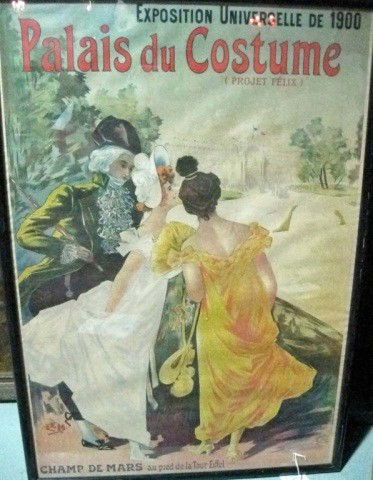 EXPOSITION UNIVERSELLE DE 1900
Palais du Costume
( PROJET FÉLIX )
CHAMP DE MARS au pied de la Tour Eiffel